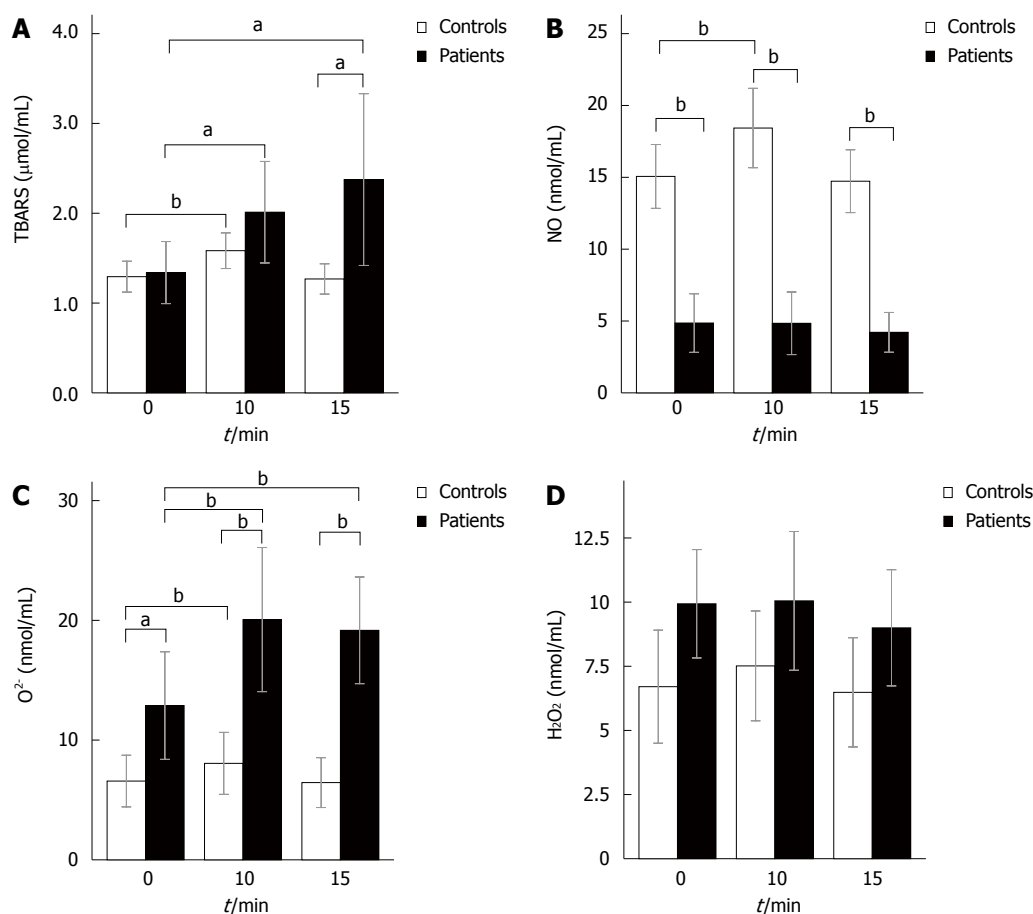 A
4.0
3.0
2.0
1.0
0.0
TBARS (μmol/mL)
a
a
a
b
0 10 15
t/min
Controls
Patients
B
25
20
15
10
5
0
NO (nmol/mL)
b
b
b
b
0 10 15
t/min
Controls
Patients
C
30
20
10
0
O²⁻ (nmol/mL)
b
b
b
b
b
a
0 10 15
t/min
Controls
Patients
D
12.5
10
7.5
5
2.5
0
H₂O₂ (nmol/mL)
0 10 15
t/min
Controls
Patients